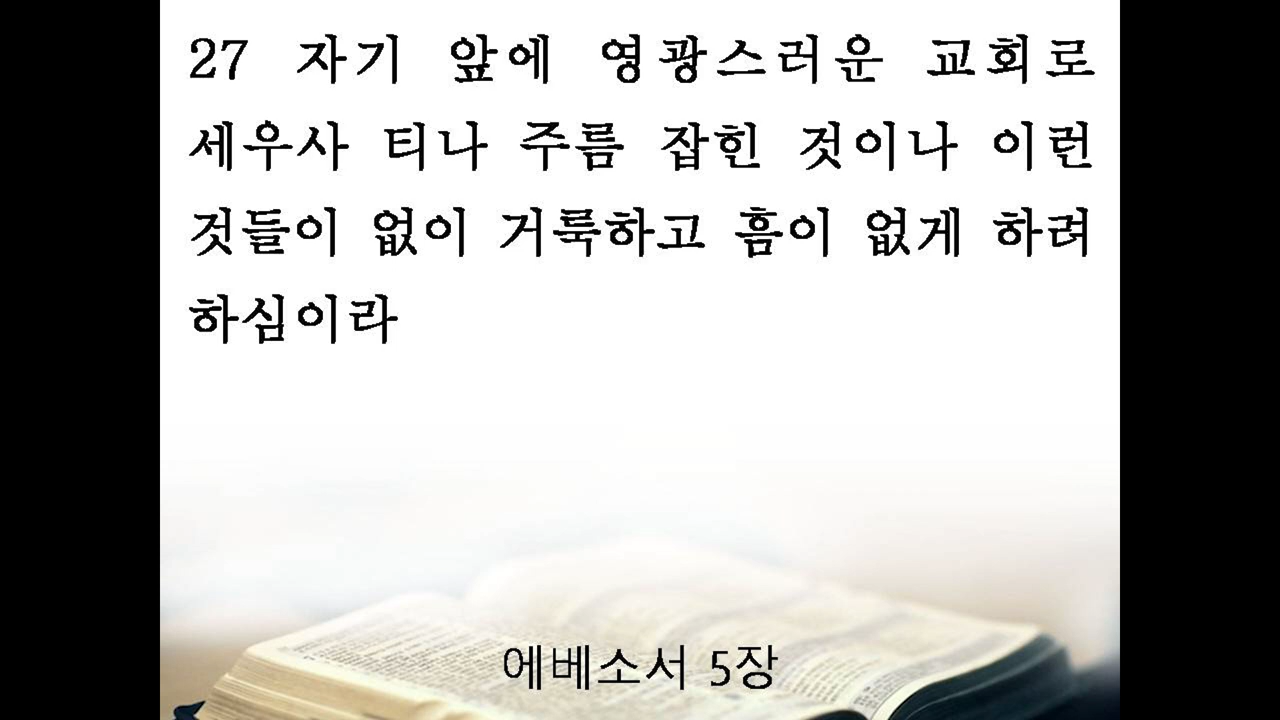 27 자기 앞에 영광스러운 교회로
세우사 티나 주름 잡힌 것이나 이런
것들이 없이 거룩하고 흠이 없게 하려
하심이라
에베소서 5장